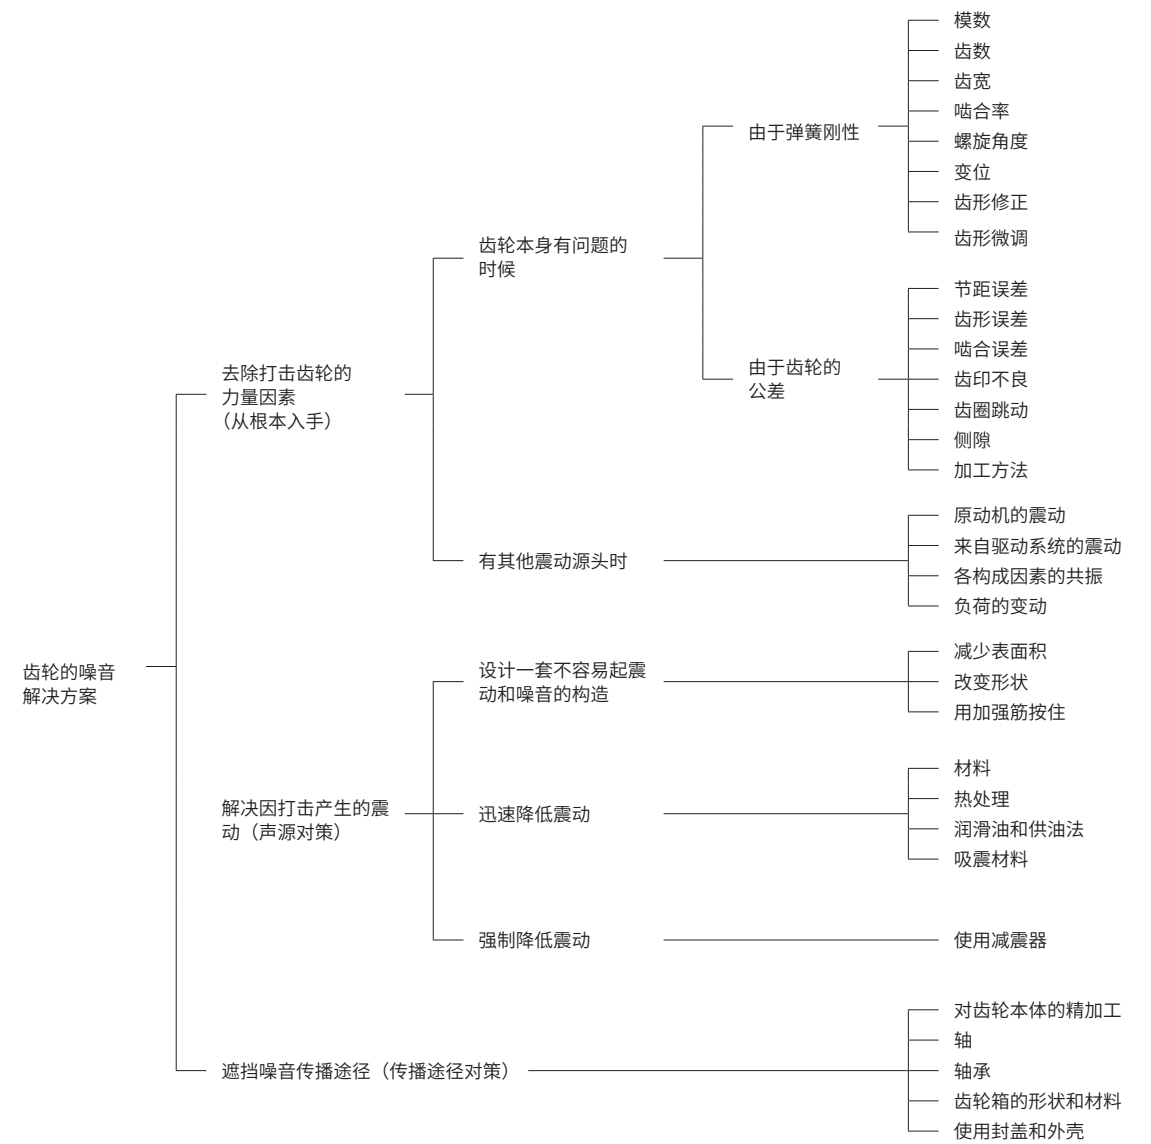 模数
齿数
齿宽
啮合率
由于弹簧刚性
螺旋角度
变位
齿形修正
齿形微调
齿轮本身有问题的
时候
节距误差
齿形误差
啮合误差
由于齿轮的
公差
齿印不良
齿圈跳动
侧隙
加工方法
去除打击齿轮的
力量因素
（从根本入手）
原动机的震动
来自驱动系统的震动
有其他震动源头时
各构成因素的共振
负荷的变动
齿轮的噪音
解决方案
减少表面积
设计一套不容易起震
动和噪音的构造
改变形状
用加强筋按住
材料
热处理
解决因打击产生的震
动（声源对策）
迅速降低震动
润滑油和供油法
吸震材料
强制降低震动
使用减震器
对齿轮本体的精加工
轴
遮挡噪音传播途径（传播途径对策）
轴承
齿轮箱的形状和材料
使用封盖和外壳